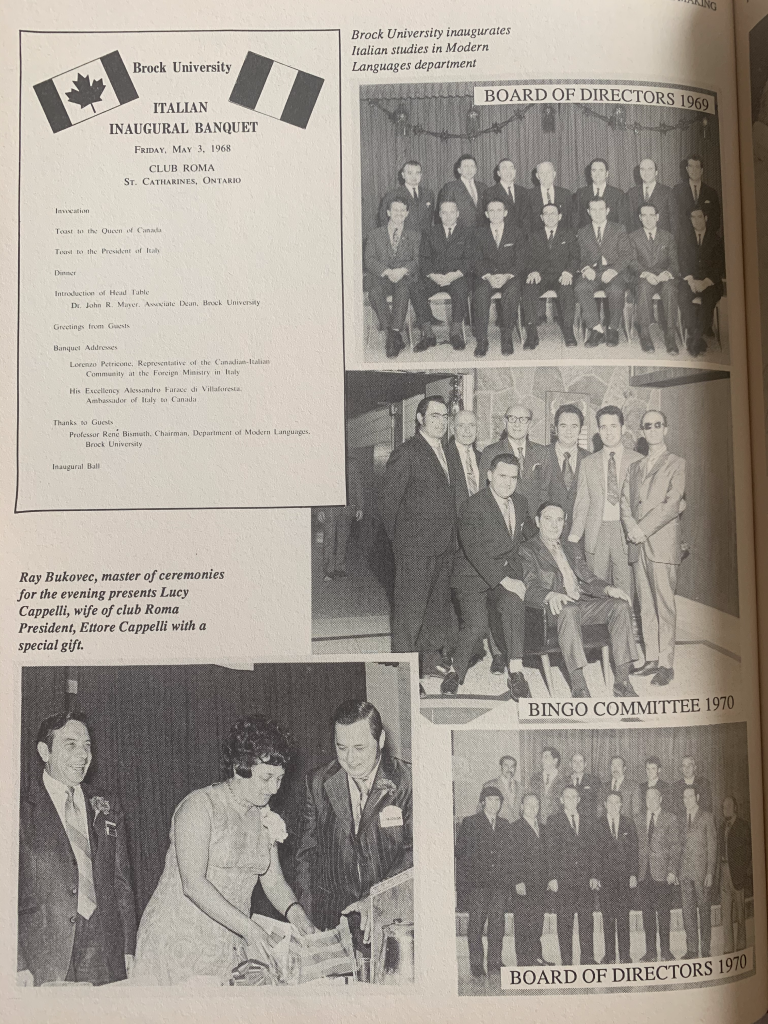 MAKING
Brock University
ITALIAN
INAUGURAL BANQUET
FRIDAY, MAY 3, 1968
CLUB ROMA
ST. CATHARINES, ONTARIO
Invocation
Toast to the Queen of Canada
Toast to the President of Italy
Dinner
Introduction of Head Table
Dr. John R. Mayer, Associate Dean, Brock University
Greetings from Guests
Banquet Addresses
Lorenzo Petricone, Representative of the Canadian-Italian
Community at the Foreign Ministry in Italy
His Excellency Alessandro Farace di Villaforesta,
Ambassador of Italy to Canada
Thanks to Guests
Professor René Bismuth, Chairman, Department of Modern Languages,
Brock University
Inaugural Ball
Brock University inaugurates
Italian studies in Modern
Languages department
BOARD OF DIRECTORS 1969
BINGO COMMITTEE 1970
Ray Bukovec, master of ceremonies
for the evening presents Lucy
Cappelli, wife of club Roma
President, Ettore Cappelli with a
special gift.
BOARD OF DIRECTORS 1970